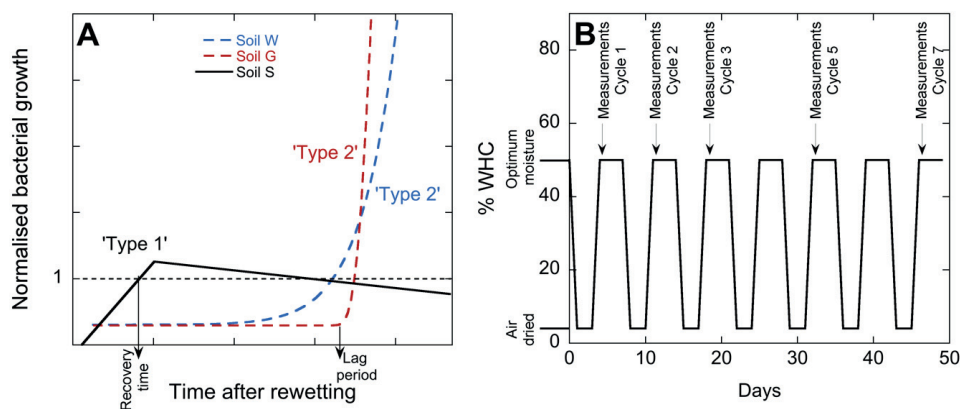 A
Soil W
Soil G
Soil S
Normalised bacterial growth
'Type 2'
'Type 2'
'Type 1'
1
Recovery
time
Time after rewetting
Lag
period
B
Measurements
Cycle 1
Measurements
Cycle 2
Measurements
Cycle 3
Measurements
Cycle 5
Measurements
Cycle 7
% WHC
Optimum
moisture
Air
dried
80
60
40
20
0
0
10
20
30
40
50
Days